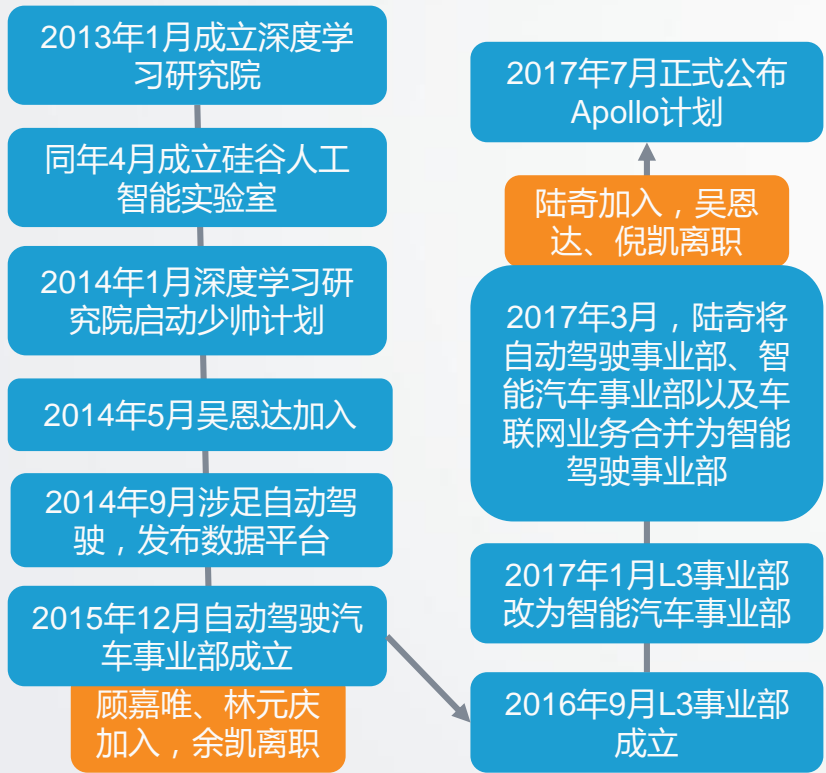 2013年1月成立深度学
习研究院
同年4月成立硅谷人工
智能实验室
2014年1月深度学习研
究院启动少帅计划
2014年5月吴恩达加入
2014年9月涉足自动驾
驶，发布数据平台
2015年12月自动驾驶汽
车事业部成立
顾嘉唯、林元庆
加入，余凯离职
2016年9月L3事业部
成立
2017年1月L3事业部
改为智能汽车事业部
2017年3月，陆奇将
自动驾驶事业部、智
能汽车事业部以及车
联网业务合并为智能
驾驶事业部
陆奇加入，吴恩
达、倪凯离职
2017年7月正式公布
Apollo计划